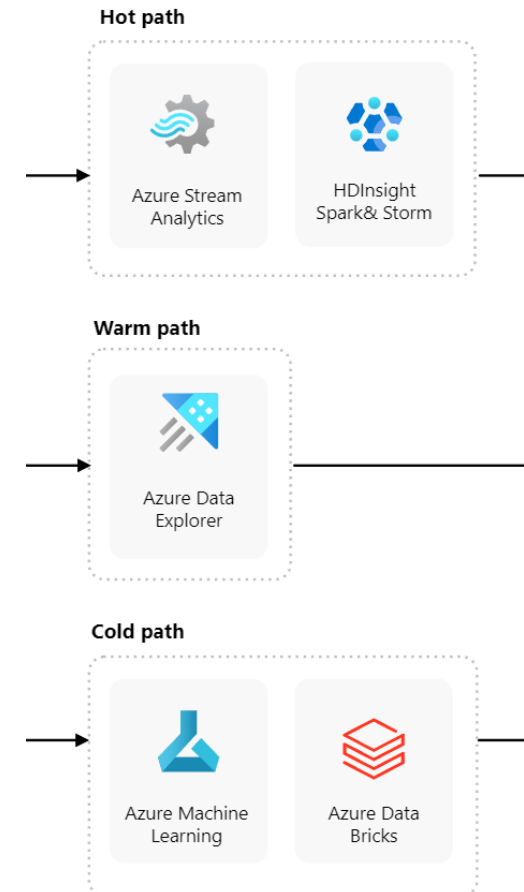 Hot path
Azure Stream
Analytics
HDInsight
Spark& Storm
Warm path
Azure Data
Explorer
Cold path
Azure Machine
Learning
Azure Data
Bricks